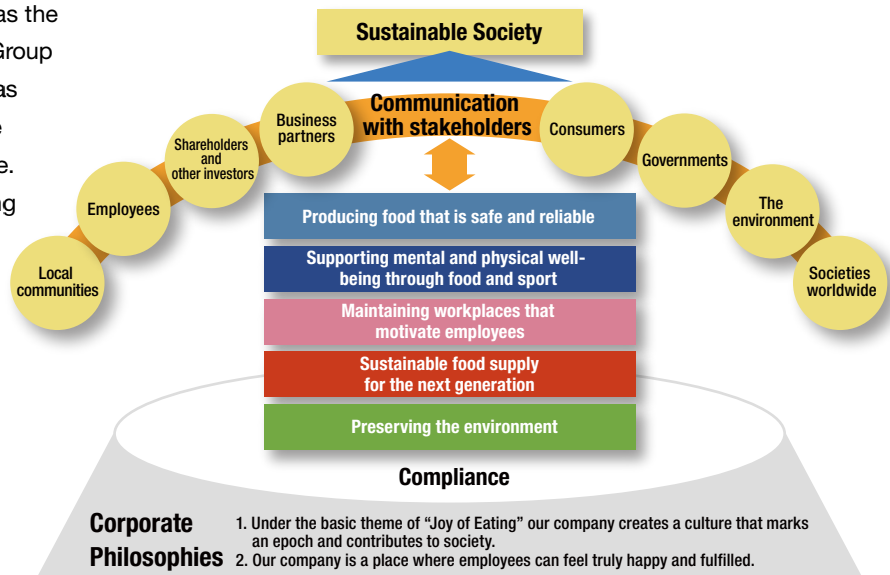 as the
Group
as
e
e.
ng
Sustainable Society
Communication
with stakeholders
Local
communities
Employees
Shareholders
and
other investors
Business
partners
Consumers
Governments
The
environment
Societies
worldwide
Producing food that is safe and reliable
Supporting mental and physical well-
being through food and sport
Maintaining workplaces that
motivate employees
Sustainable food supply
for the next generation
Preserving the environment
Compliance
Corporate
Philosophies
1. Under the basic theme of “Joy of Eating” our company creates a culture that marks
an epoch and contributes to society.
2. Our company is a place where employees can feel truly happy and fulfilled.